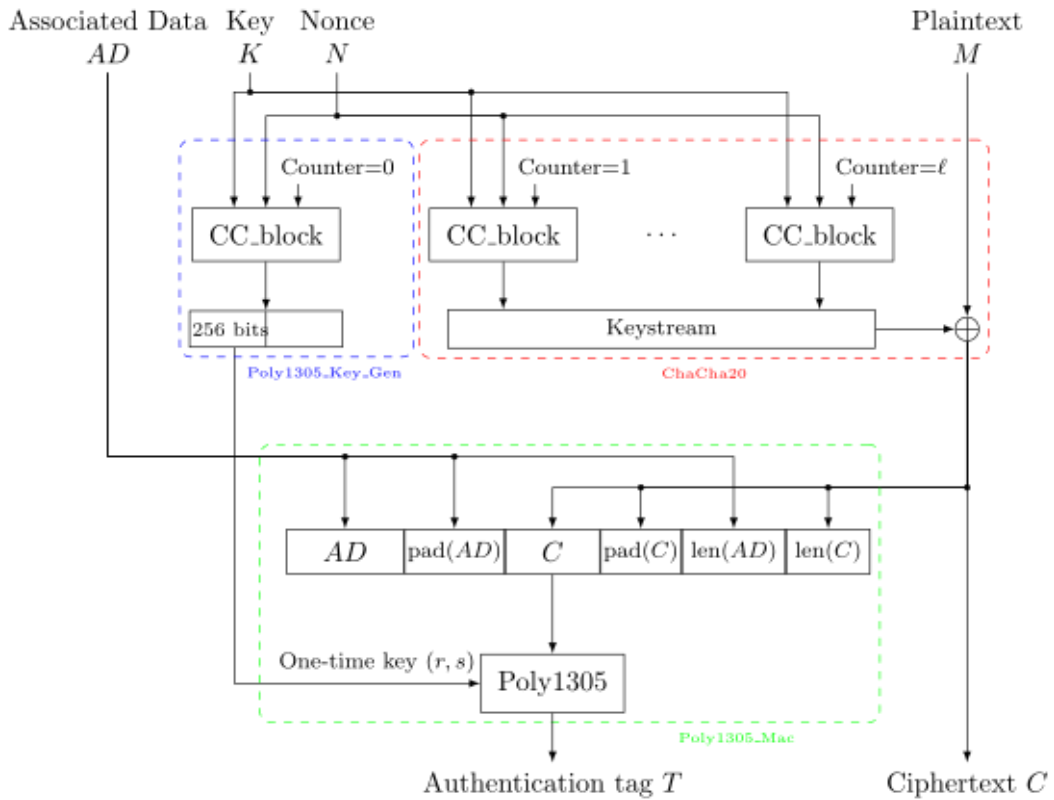 Associated Data Key Nonce Plaintext
AD K N M
Counter=0 Counter=1 Counter=ℓ
CC_block CC_block ... CC_block
256 bits Keystream
Poly1305_Key_Gen ChaCha20
AD pad(AD) C pad(C) len(AD) len(C)
One-time key (r, s)
Poly1305
Poly1305_Mac
Authentication tag T Ciphertext C